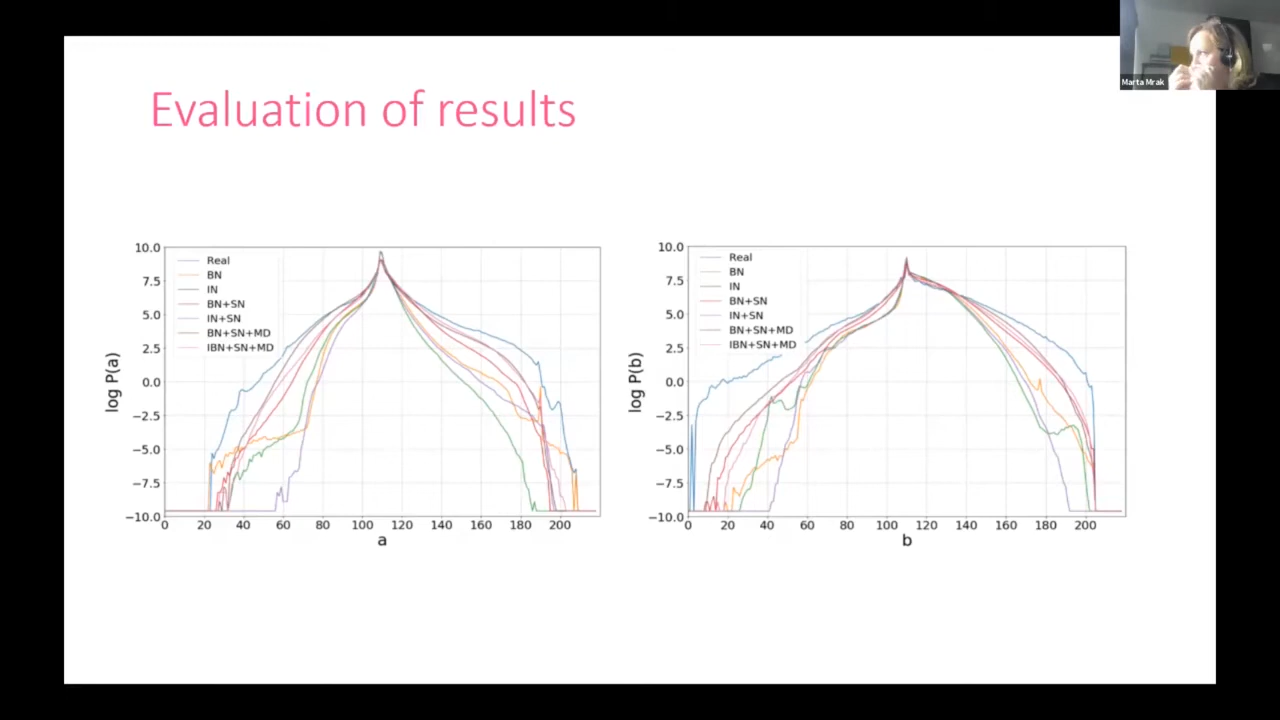 Marta Mrak
Evaluation of results
10.0
7.5
5.0
2.5
0.0
−2.5
−5.0
−7.5
−10.0
log P(a)
Real
BN
IN
BN+SN
IN+SN
BN+SN+MD
IBN+SN+MD
0 20 40 60 80 100 120 140 160 180 200
a
10.0
7.5
5.0
2.5
0.0
−2.5
−5.0
−7.5
−10.0
log P(b)
Real
BN
IN
BN+SN
IN+SN
BN+SN+MD
IBN+SN+MD
0 20 40 60 80 100 120 140 160 180 200
b